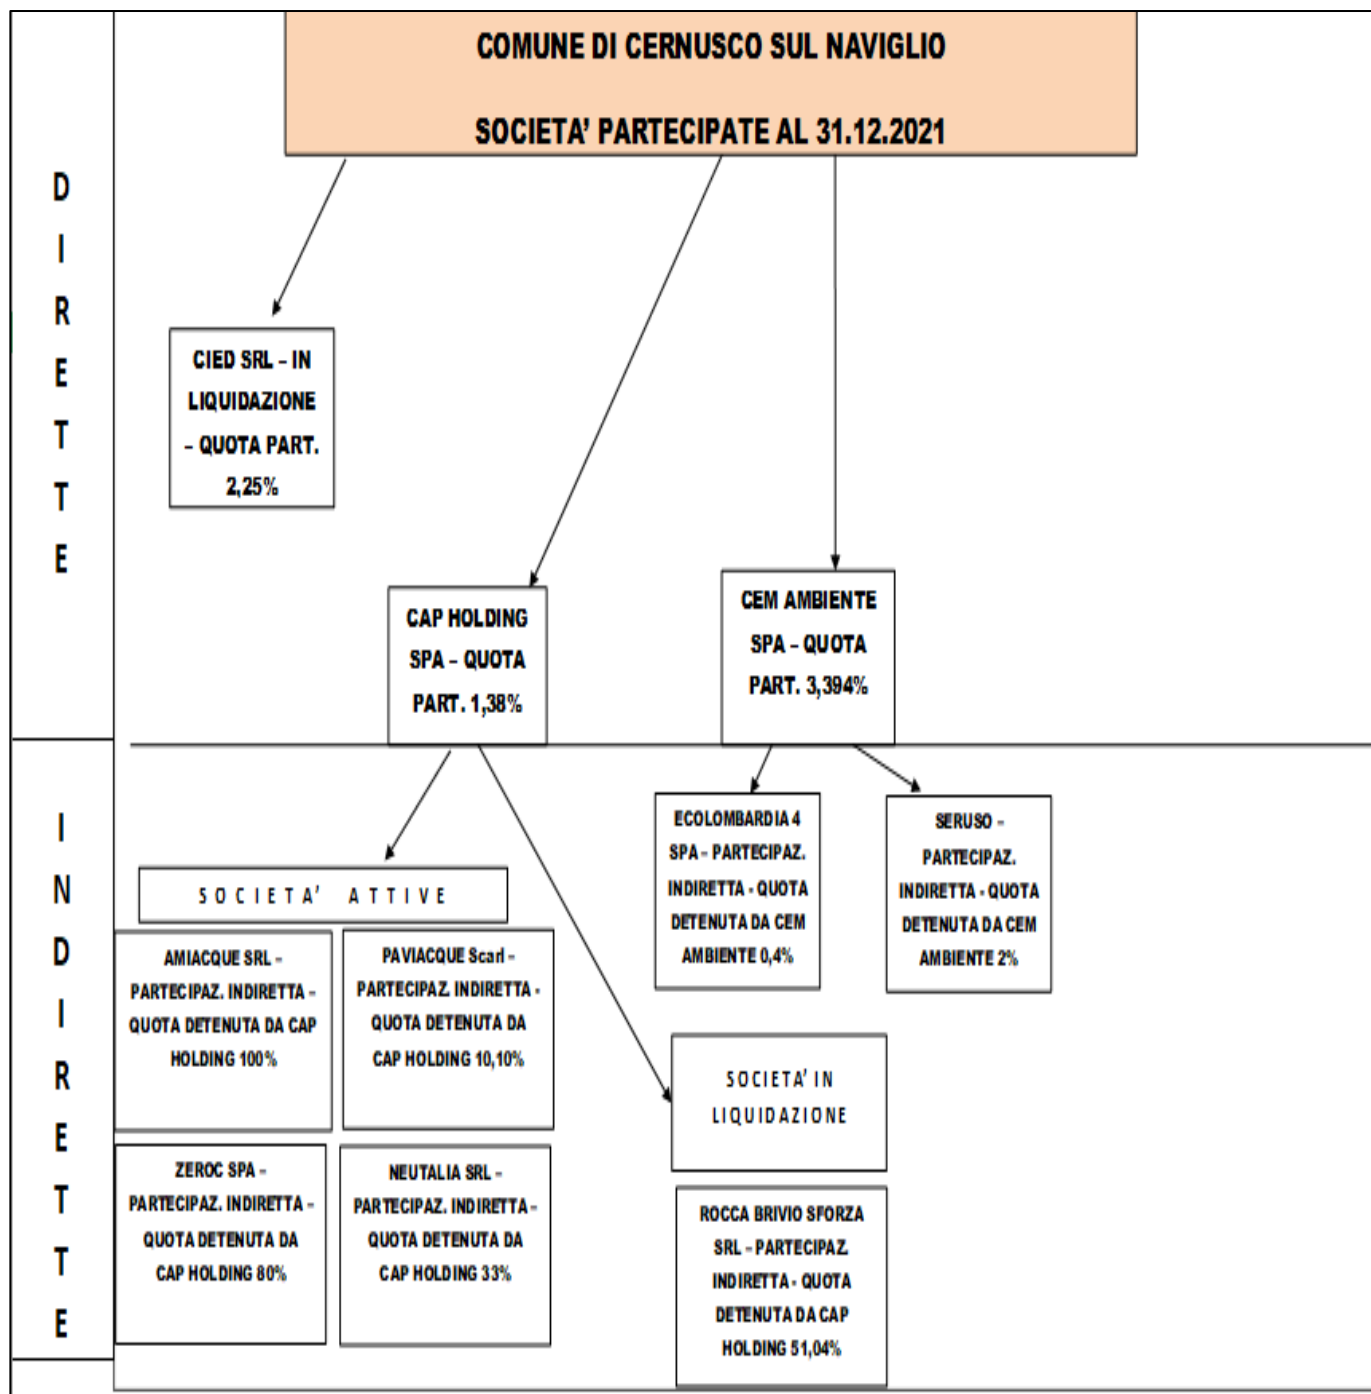 COMUNE DI CERNUSCO SUL NAVIGLIO
SOCIETA' PARTECIPATE AL 31.12.2021
D
I
R
E
T
T
E
CIED SRL – IN
LIQUIDAZIONE
– QUOTA PART.
2,25%
CAP HOLDING
SPA – QUOTA
PART. 1,38%
CEM AMBIENTE
SPA – QUOTA
PART. 3,394%
I
N
D
I
R
E
T
T
E
SOCIETA' ATTIVE
AMIACQUE SRL –
PARTECIPAZ. INDIRETTA –
QUOTA DETENUTA DA CAP
HOLDING 100%
PAVIACQUE Scarl –
PARTECIPAZ. INDIRETTA -
QUOTA DETENUTA DA
CAP HOLDING 10,10%
ZEROC SPA –
PARTECIPAZ. INDIRETTA –
QUOTA DETENUTA DA
CAP HOLDING 80%
NEUTALIA SRL –
PARTECIPAZ. INDIRETTA –
QUOTA DETENUTA DA
CAP HOLDING 33%
ECOLOMBARDIA 4
SPA – PARTECIPAZ.
INDIRETTA - QUOTA
DETENUTA DA CEM
AMBIENTE 0,4%
SERUSO –
PARTECIPAZ.
INDIRETTA - QUOTA
DETENUTA DA CEM
AMBIENTE 2%
SOCIETA' IN
LIQUIDAZIONE
ROCCA BRIVIO SFORZA
SRL – PARTECIPAZ.
INDIRETTA - QUOTA
DETENUTA DA CAP
HOLDING 51,04%